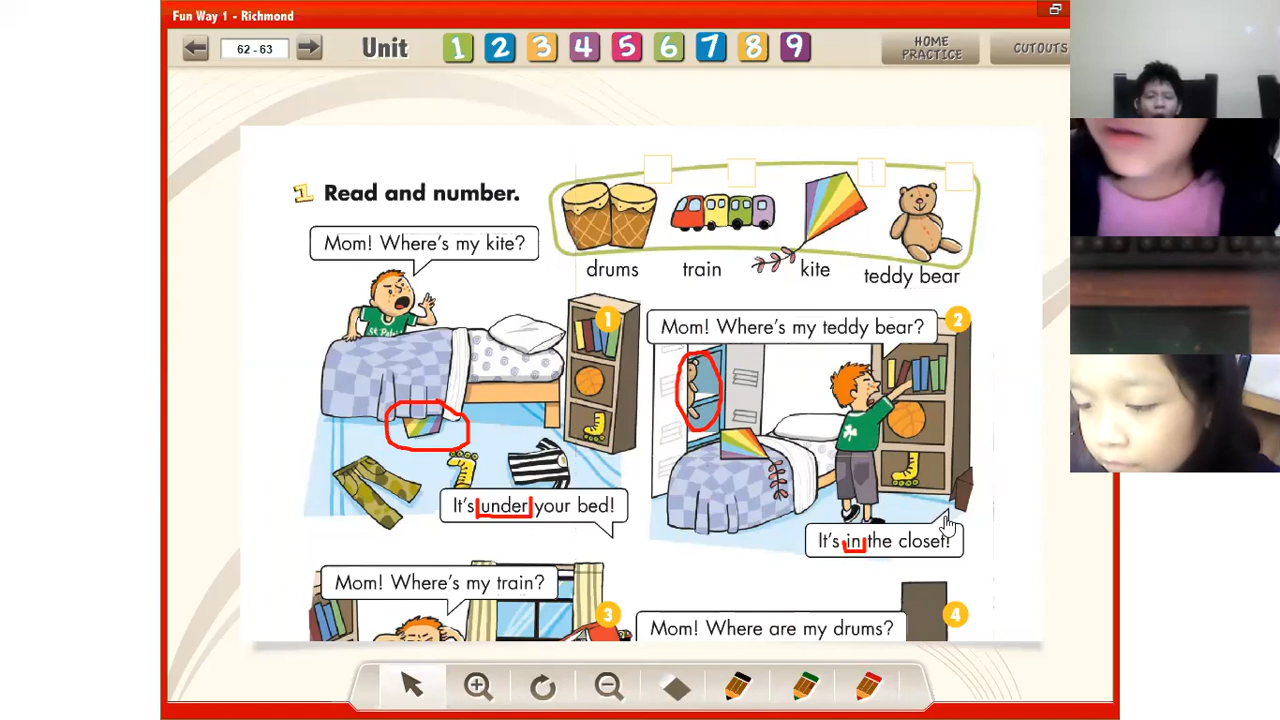 Fun Way 1 - Richmond
62 - 63
Unit
1 2 3 4 5 6 7 8 9
HOME
PRACTICE
CUTOUTS
1 Read and number.
drums
train
kite
teddy bear
1
Mom! Where's my kite?
1
It's under your bed!
Mom! Where's my teddy bear?
2
It's in the closet!
Mom! Where's my train?
3
Mom! Where are my drums?
4